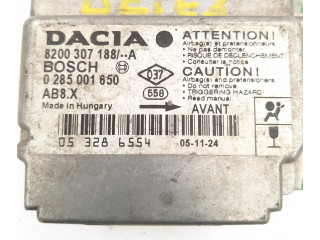 DACIA
8200 307 188/--A
BOSCH
0 285 001 650
AB8.X
Made in Hungary
037
558
ATTENTION!
Airbag(s) et pretensionneurs.
Ne pas démonter.
RISQUE DE DECLENCHEMENT!
Consulter la notice.
CAUTION!
Airbag(s) and pretensioners.
Do not remove.
TRIGGERING HAZARD!
Read manual.
AVANT
05 328 6554
05-11-24